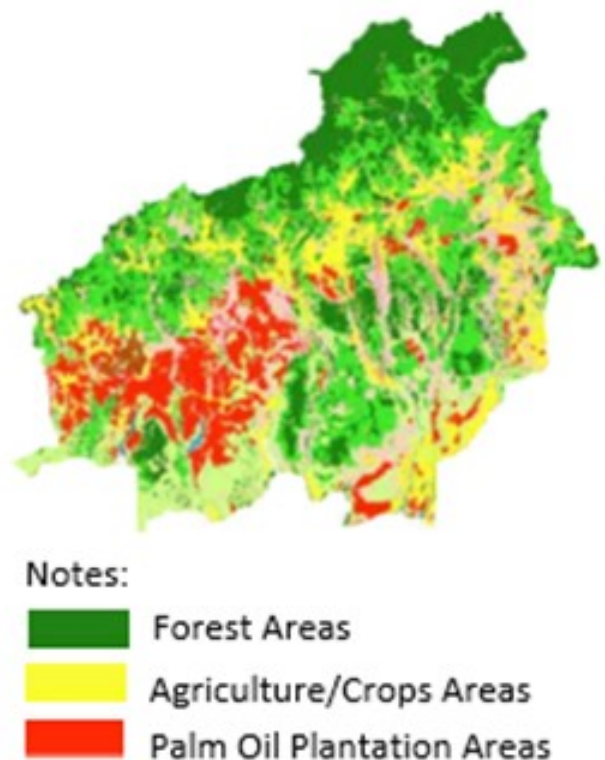 Notes:
Forest Areas
Agriculture/Crops Areas
Palm Oil Plantation Areas